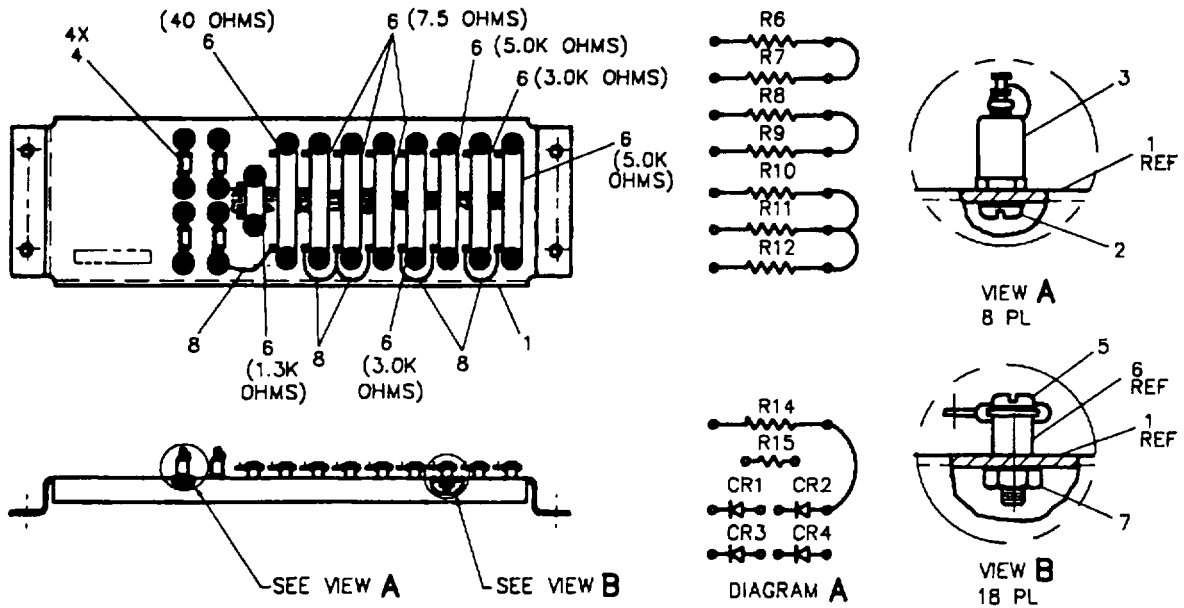 (40 OHMS)
6
4X
4
6 (7.5 OHMS)
6 (5.0K OHMS)
6 (3.0K OHMS)
6
(5.0K
OHMS)
8
6
(1.3K
OHMS)
8
6
(3.0K
OHMS)
8
1
SEE VIEW A
SEE VIEW B
R6
R7
R8
R9
R10
R11
R12
R14
R15
CR1
CR2
CR3
CR4
DIAGRAM A
3
1
REF
2
VIEW A
8 PL
5
6
REF
1
REF
7
VIEW B
18 PL